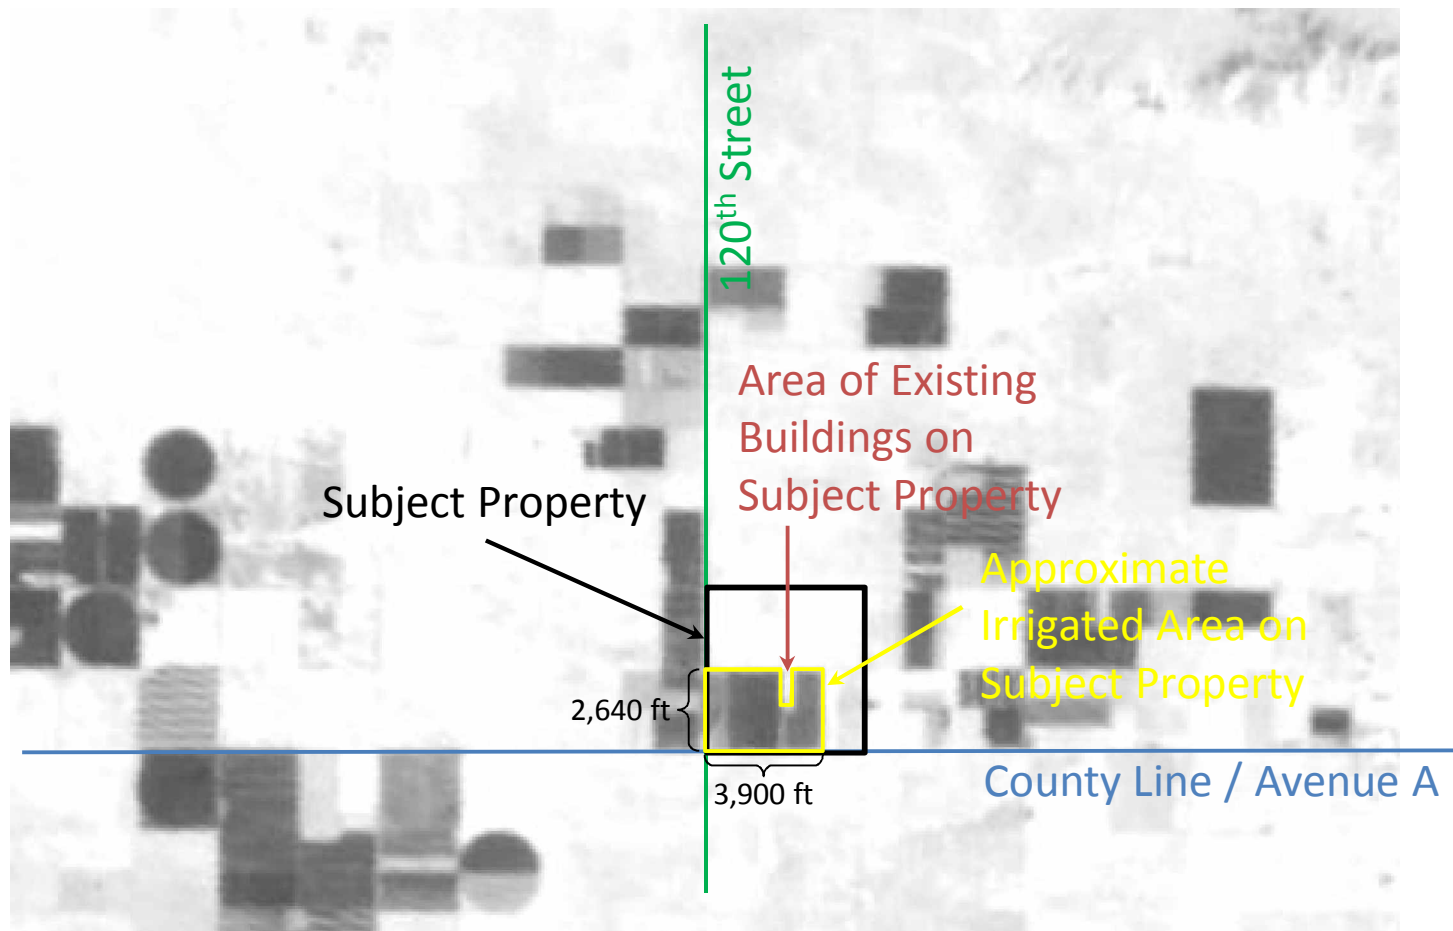 120th Street
Area of Existing
Buildings on
Subject Property
Subject Property
Approximate
Irrigated Area on
Subject Property
2,640 ft
3,900 ft
County Line / Avenue A